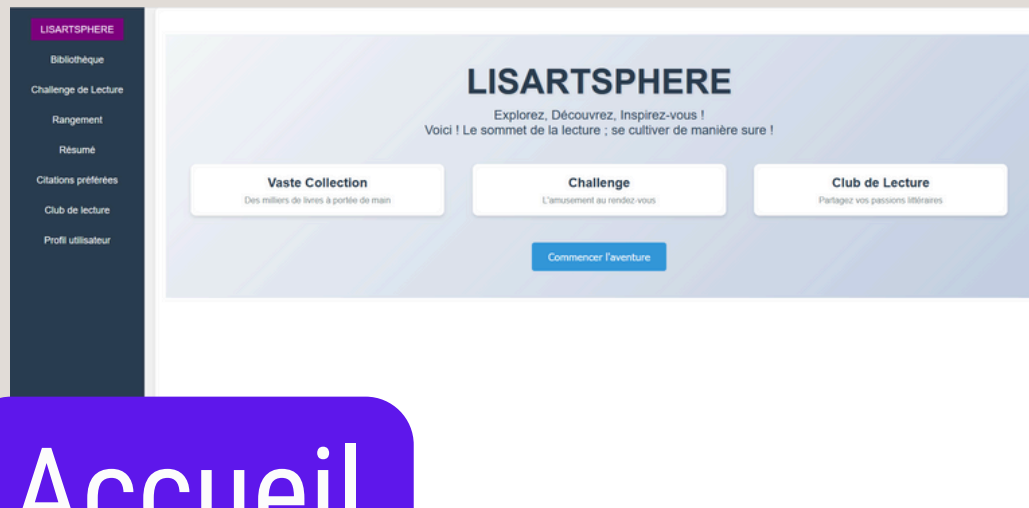 LISARTSPHERE
Bibliothèque
Challenge de Lecture
Rangement
Résumé
Citations préférées
Club de lecture
Profil utilisateur
LISARTSPHERE
Explorez, Découvrez, Inspirez-vous !
Voici ! Le sommet de la lecture ; se cultiver de manière sure !
Vaste Collection
Des milliers de livres à portée de main
Challenge
L'amusement au rendez-vous
Club de Lecture
Partagez vos passions littéraires
Commencer l'aventure
Accueil